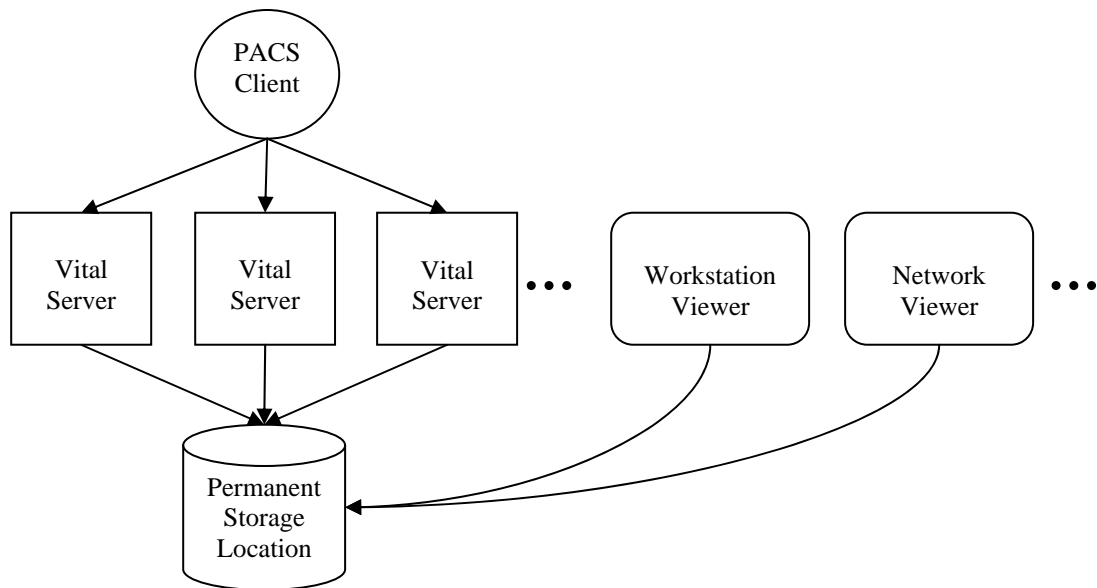 PACS
Client
Vital
Server
Vital
Server
Vital
Server
Workstation
Viewer
Network
Viewer
Permanent
Storage
Location